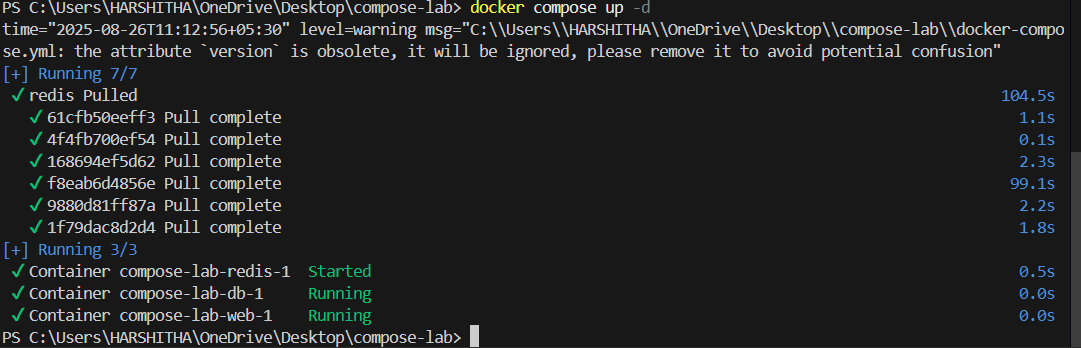 PS C:\Users\HARSHITHA\OneDrive\Desktop\compose-lab> docker compose up -d
time="2025-08-26T11:12:56+05:30" level=warning msg="C:\\Users\\HARSHITHA\\OneDrive\\Desktop\\compose-lab\\docker-compo
se.yml: the attribute `version` is obsolete, it will be ignored, please remove it to avoid potential confusion"
[+] Running 7/7
✔ redis Pulled 104.5s
✔ 61cfb50eeff3 Pull complete 1.1s
✔ 4f4fb700ef54 Pull complete 0.1s
✔ 168694ef5d62 Pull complete 2.3s
✔ f8eab6d4856e Pull complete 99.1s
✔ 9880d81ff87a Pull complete 2.2s
✔ 1f79dac8d2d4 Pull complete 1.8s
[+] Running 3/3
✔ Container compose-lab-redis-1 Started 0.5s
✔ Container compose-lab-db-1 Running 0.0s
✔ Container compose-lab-web-1 Running 0.0s
PS C:\Users\HARSHITHA\OneDrive\Desktop\compose-lab>